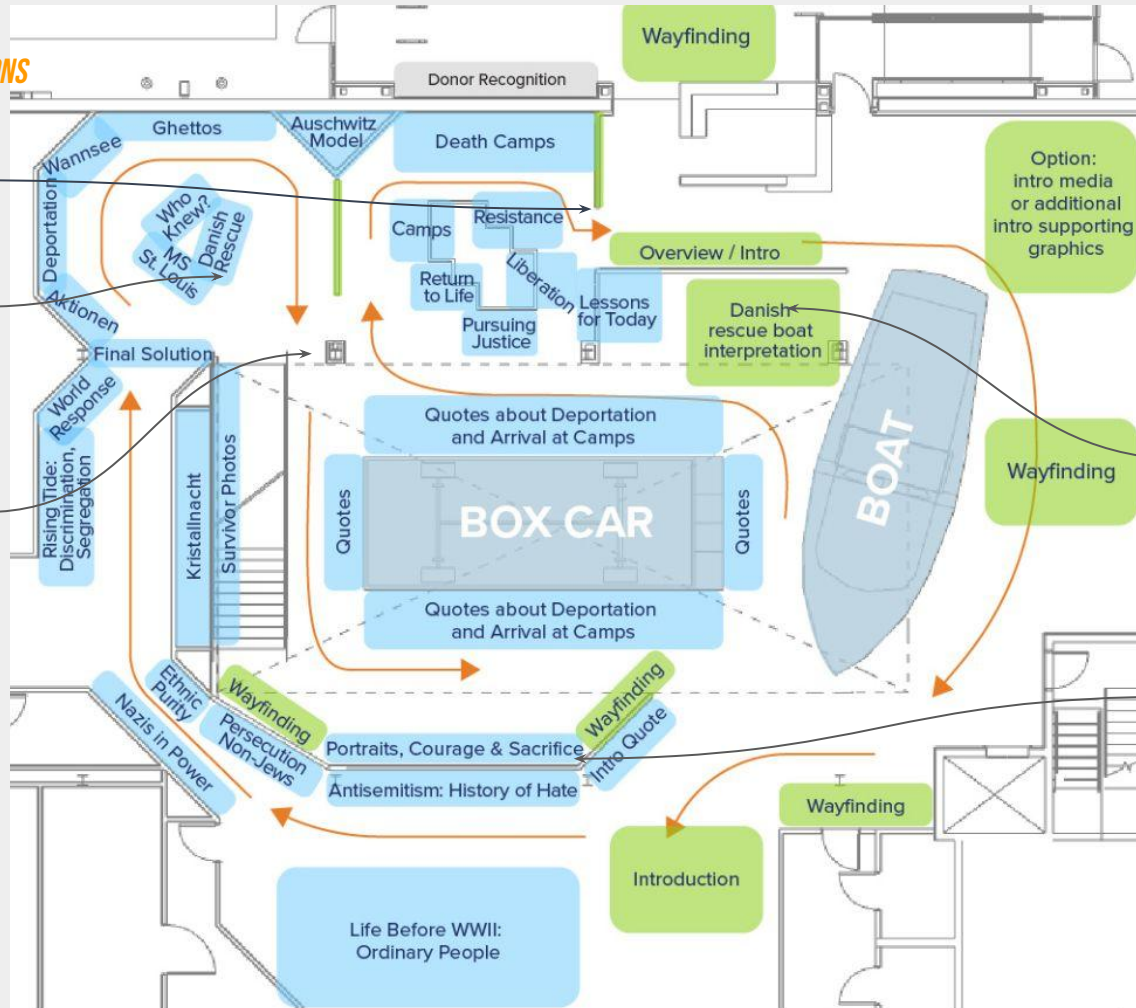 NS
Wayfinding
Donor Recognition
Ghettos
Auschwitz
Model
Death Camps
Wannsee
Deportation
Who
Knew?
Danish
Rescue
MS
St. Louis
Aktionen
Camps
Resistance
Return
to Life
Liberation
Pursuing
Justice
Lessons
for Today
Overview / Intro
Option:
intro media
or additional
intro supporting
graphics
Danish
rescue boat
interpretation
Final Solution
World
Response
Rising Tide:
Discrimination,
Segregation
Kristallnacht
Survivor Photos
Quotes about Deportation
and Arrival at Camps
Quotes
BOX CAR
Quotes
BOAT
Wayfinding
Quotes about Deportation
and Arrival at Camps
Ethnic
Purity
Nazis in Power
Wayfinding
Persecution
Non-Jews
Portraits, Courage & Sacrifice
Wayfinding
Intro Quote
Antisemitism: History of Hate
Wayfinding
Introduction
Life Before WWII:
Ordinary People